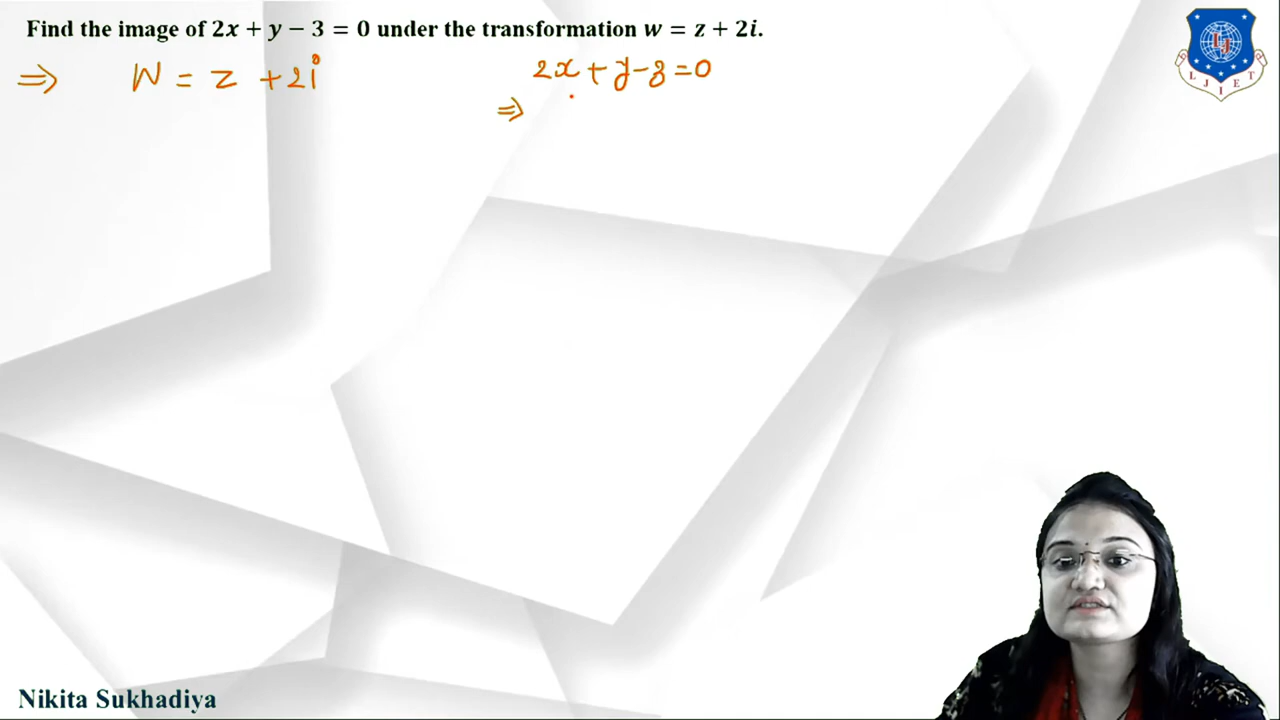 Find the image of 2x + y − 3 = 0 under the transformation w = z + 2i.
⇒ W = z + 2i
2x + y - 3 = 0
⇒
L J I E T
Nikita Sukhadiya